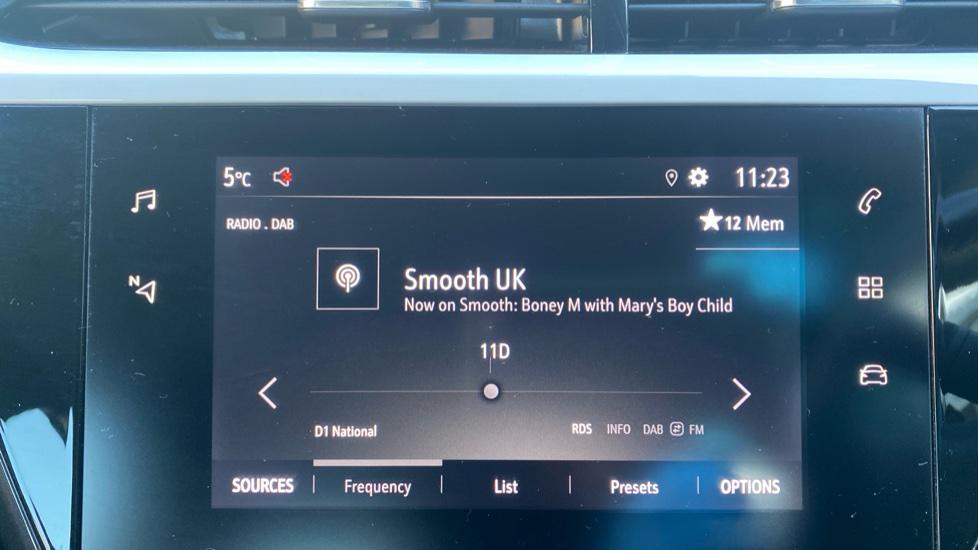 5°C 11:23
RADIO . DAB 12 Mem
Smooth UK
Now on Smooth: Boney M with Mary's Boy Child
N
11D
D1 National RDS INFO DAB FM
SOURCES Frequency List Presets OPTIONS